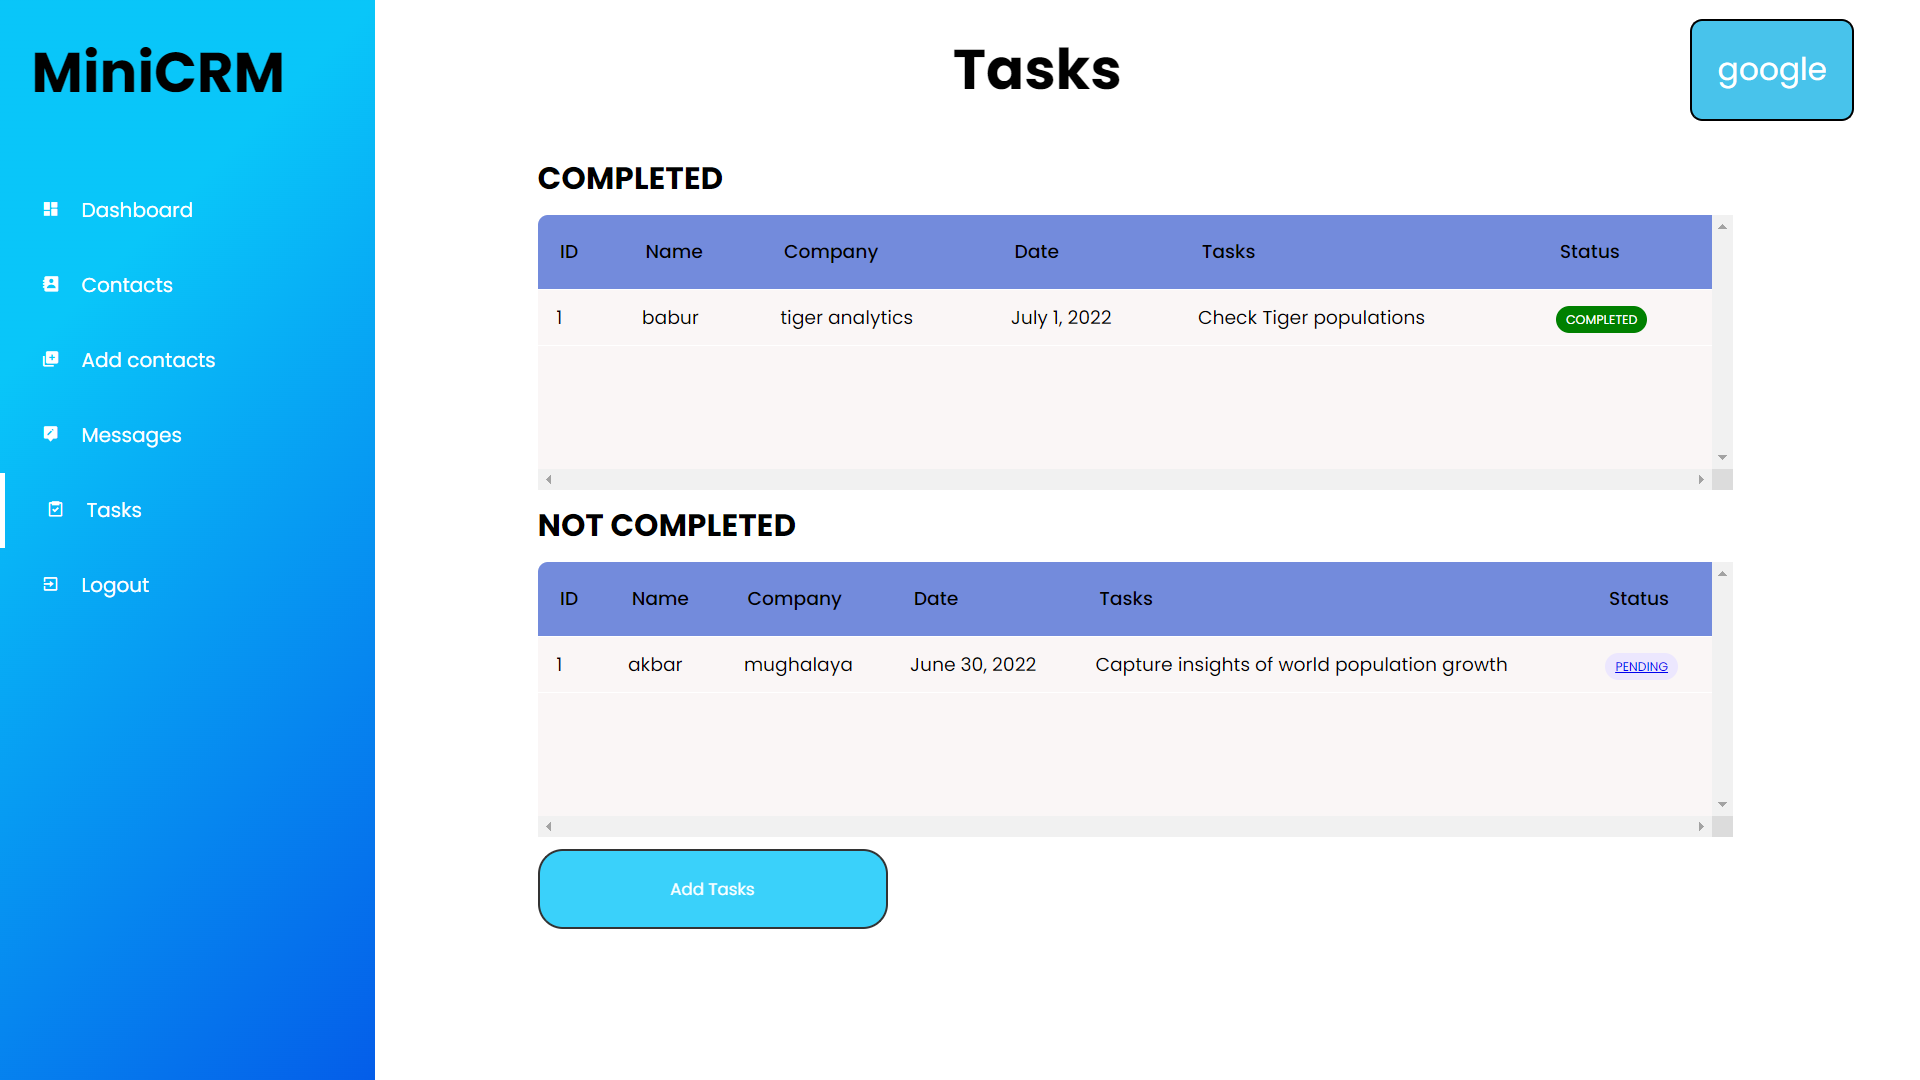 MiniCRM
Dashboard
Contacts
Add contacts
Messages
Tasks
Logout
Tasks
google
COMPLETED
ID Name Company Date Tasks Status
1 babur tiger analytics July 1, 2022 Check Tiger populations COMPLETED
NOT COMPLETED
ID Name Company Date Tasks Status
1 akbar mughalaya June 30, 2022 Capture insights of world population growth PENDING
Add Tasks